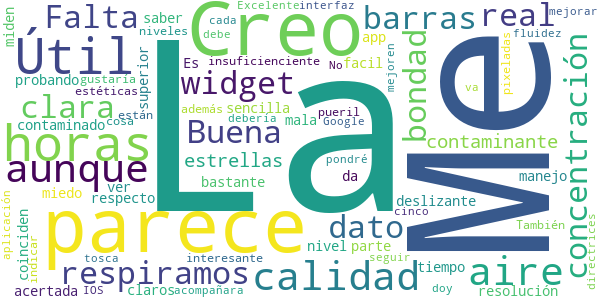 miden
saber
niveles
Falta
Útil
probando
gustaría
estéticas
superior
clara
contaminado
están
cosa
horas
aunque
miedo
ver
respecto
aplicación
coinciden
indicar
parece
respiramos
tosca
acertada
IOS
claros
acompañara
interesante
cada
debe
Excelente
interfaz
Creo
app
Es
insuficienciente
No
facil
widget
además
sencilla
Buena
debería
mala
Google
estrellas
pueril
bastante
pondré
da
La
dato
nivel
parte
seguir
calidad
mejoren
barras
real
mejorar
fluidez
pixeladas
va
bondad
Me
contaminante
concentración
deslizante
manejo
cinco
También
directrices
tiempo
aire
doy
resolución